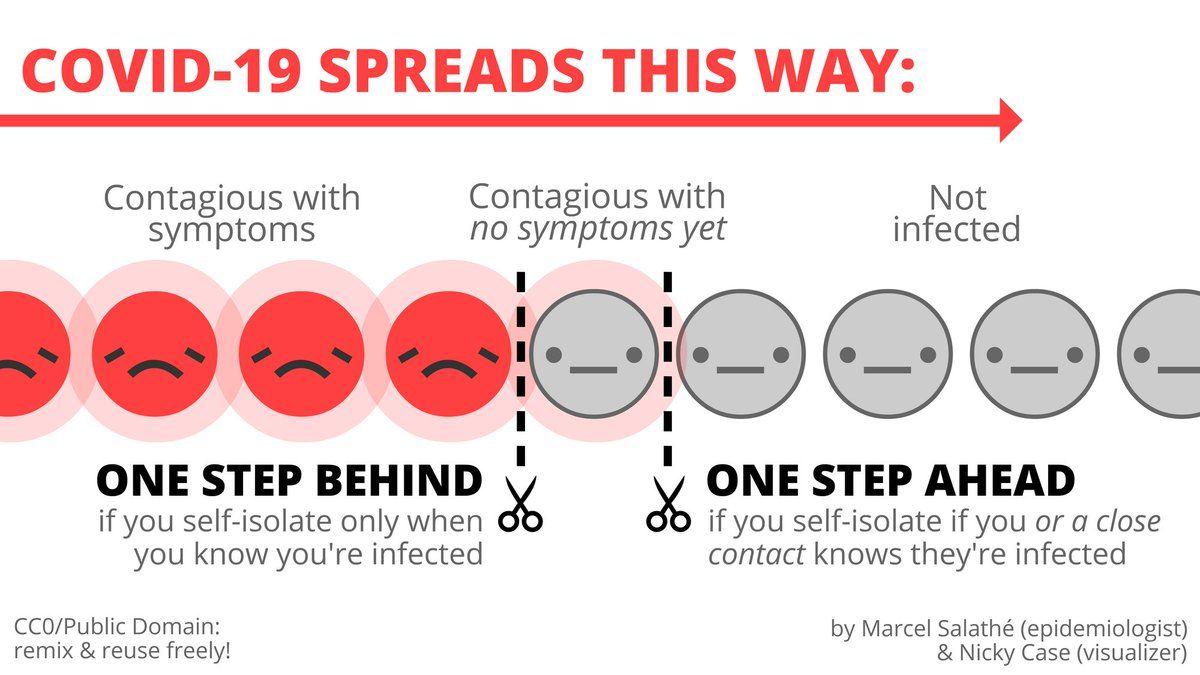 COVID-19 SPREADS THIS WAY:
Contagious with
symptoms
Contagious with
no symptoms yet
Not
infected
ONE STEP BEHIND
if you self-isolate only when
you know you're infected
ONE STEP AHEAD
if you self-isolate if you or a close
contact knows they're infected
CC0/Public Domain:
remix & reuse freely!
by Marcel Salathé (epidemiologist)
& Nicky Case (visualizer)